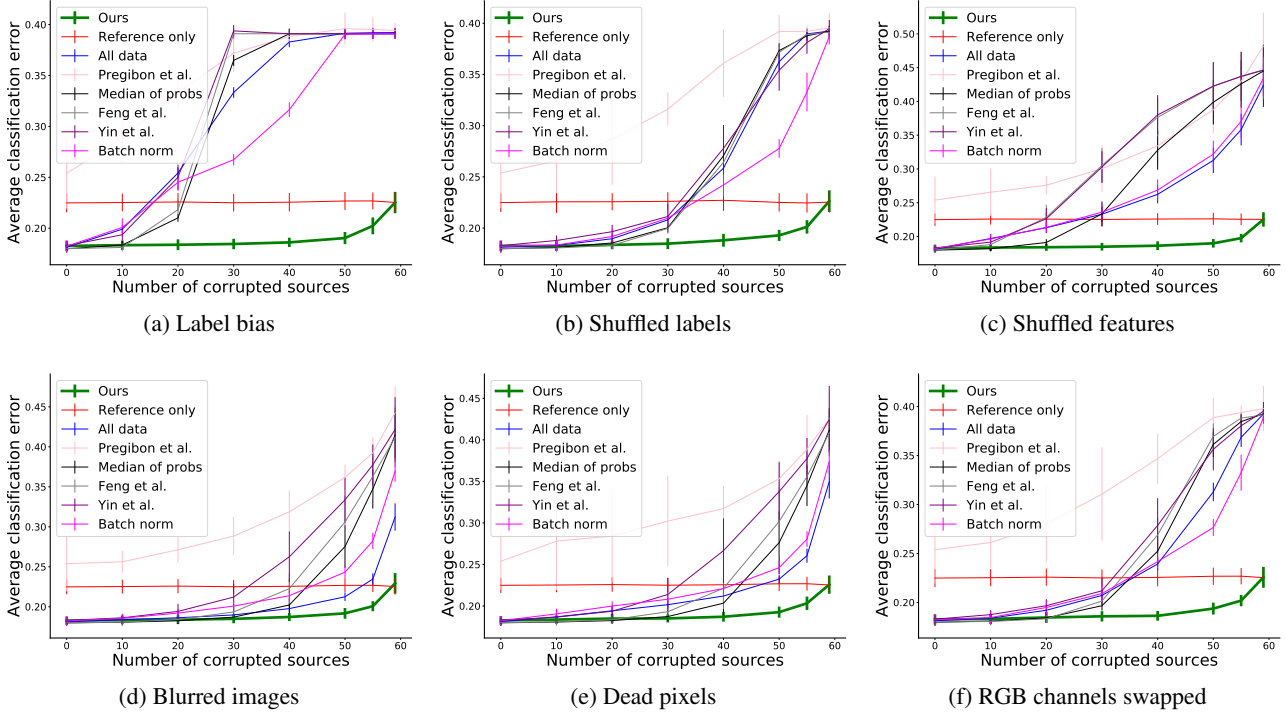 Average classification error
0.40
0.35
0.30
0.25
0.20
Ours
Reference only
All data
Pregibon et al.
Median of probs
Feng et al.
Yin et al.
Batch norm
0 10 20 30 40 50 60
Number of corrupted sources
(a) Label bias
Average classification error
0.40
0.35
0.30
0.25
0.20
Ours
Reference only
All data
Pregibon et al.
Median of probs
Feng et al.
Yin et al.
Batch norm
0 10 20 30 40 50 60
Number of corrupted sources
(b) Shuffled labels
Average classification error
0.50
0.45
0.40
0.35
0.30
0.25
0.20
Ours
Reference only
All data
Pregibon et al.
Median of probs
Feng et al.
Yin et al.
Batch norm
0 10 20 30 40 50 60
Number of corrupted sources
(c) Shuffled features
Average classification error
0.45
0.40
0.35
0.30
0.25
0.20
Ours
Reference only
All data
Pregibon et al.
Median of probs
Feng et al.
Yin et al.
Batch norm
0 10 20 30 40 50 60
Number of corrupted sources
(d) Blurred images
Average classification error
0.45
0.40
0.35
0.30
0.25
0.20
Ours
Reference only
All data
Pregibon et al.
Median of probs
Feng et al.
Yin et al.
Batch norm
0 10 20 30 40 50 60
Number of corrupted sources
(e) Dead pixels
Average classification error
0.40
0.35
0.30
0.25
0.20
Ours
Reference only
All data
Pregibon et al.
Median of probs
Feng et al.
Yin et al.
Batch norm
0 10 20 30 40 50 60
Number of corrupted sources
(f) RGB channels swapped